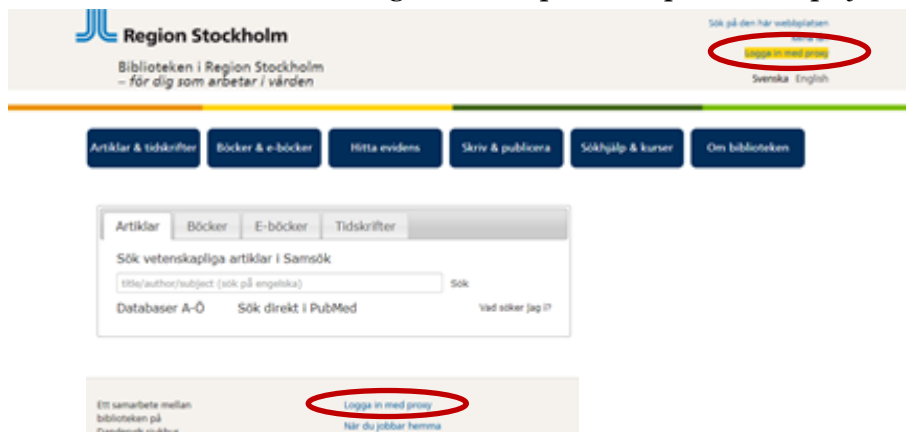 Region Stockholm
Biblioteken i Region Stockholm
– för dig som arbetar i vården
Sök på den här webbplatsen
Logga in med proxy
Svenska English
Artiklar & tidskrifter
Böcker & e-böcker
Hitta evidens
Skriv & publicera
Sökhjälp & kurser
Om biblioteken
Artiklar Böcker E-böcker Tidskrifter
Sök vetenskapliga artiklar i Samsök
title/author/subject (sök på engelska) Sök
Databaser A-Ö Sök direkt i PubMed Vad söker jag i?
Ett samarbete mellan
biblioteken på
Logga in med proxy
När du jobbar hemma